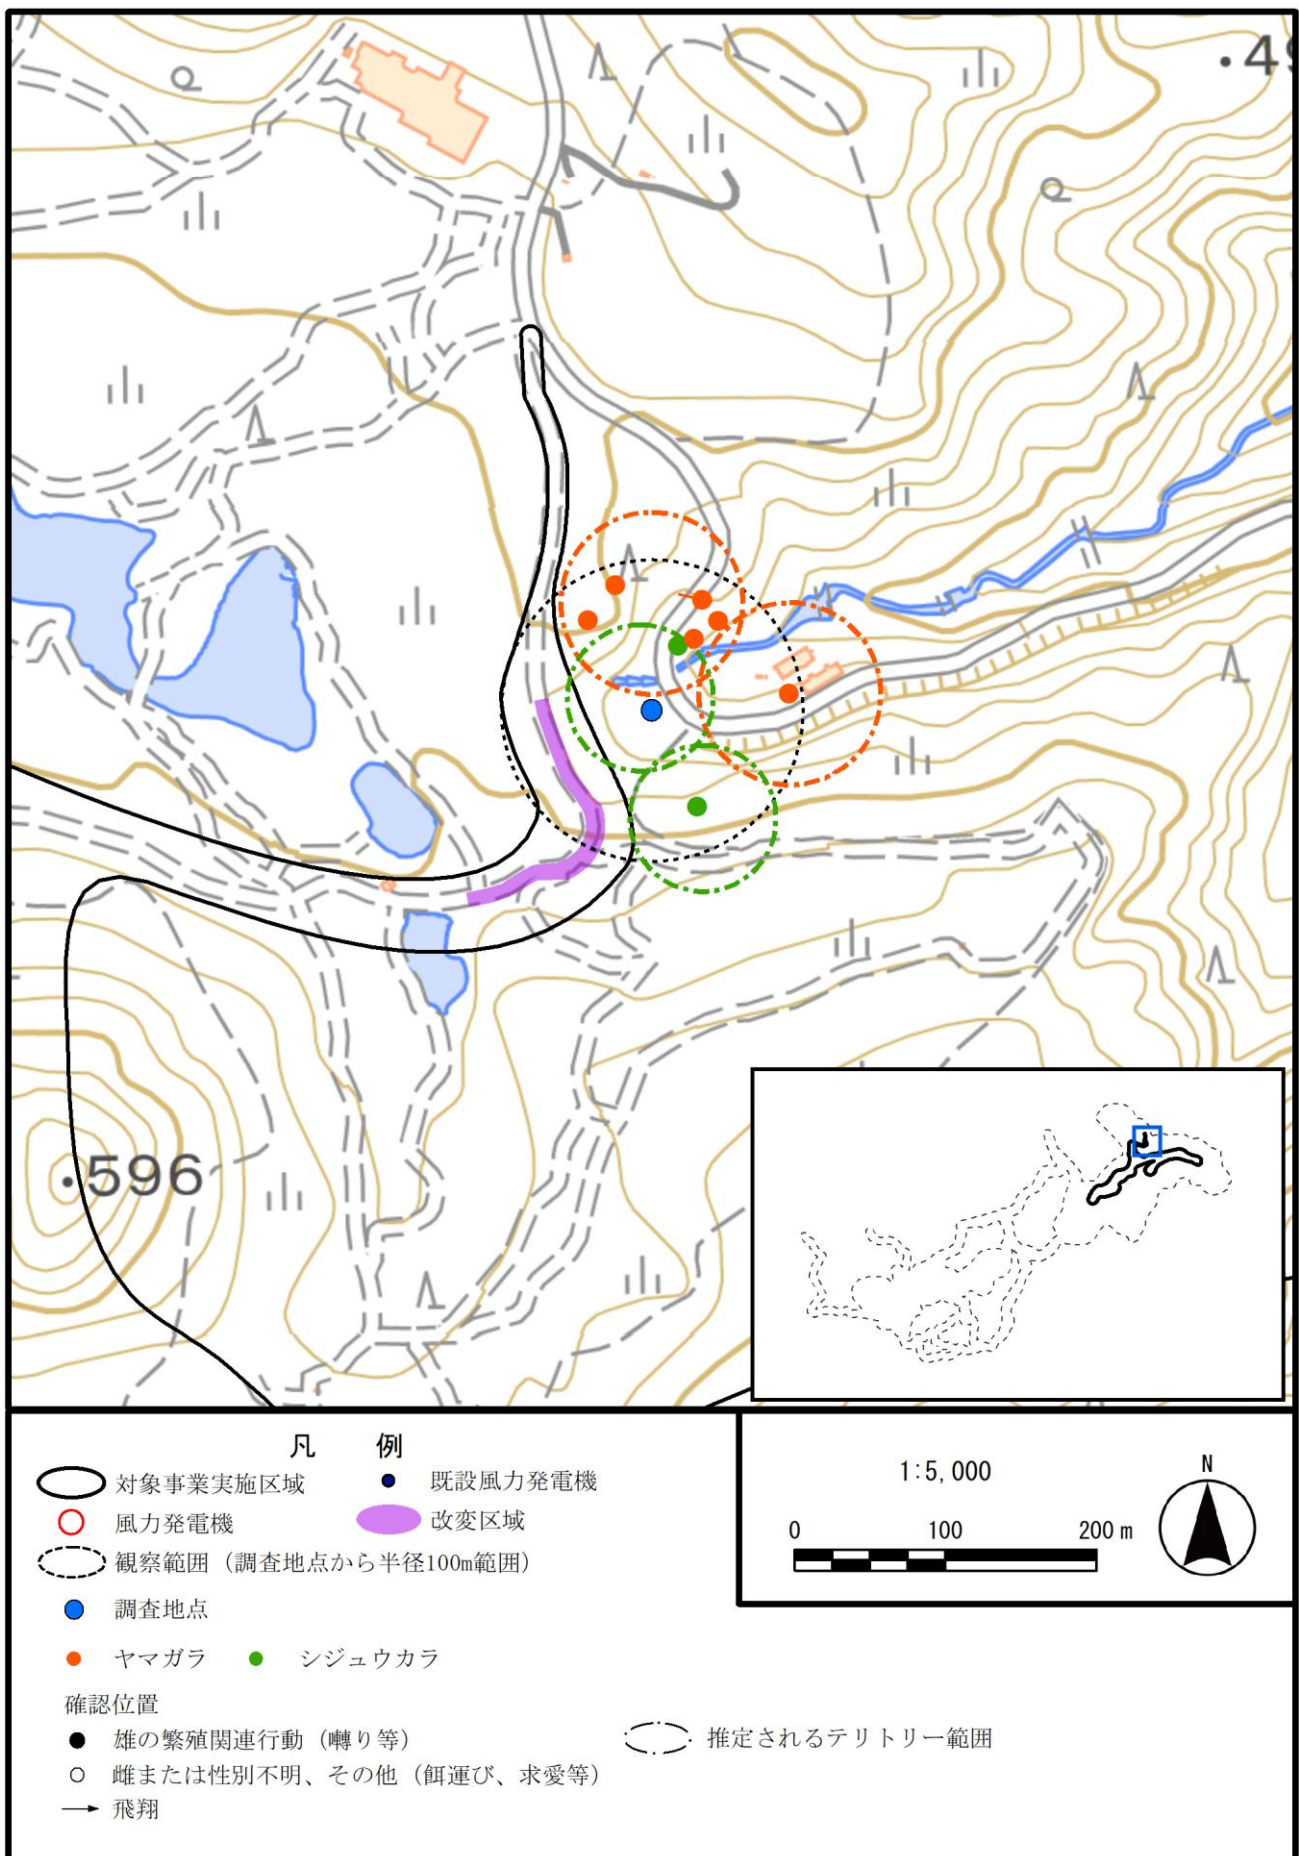 ・49
・596
凡　例
対象事業実施区域
既設風力発電機
風力発電機
改変区域
観察範囲（調査地点から半径100m範囲）
調査地点
ヤマガラ
シジュウカラ
確認位置
雄の繁殖関連行動（囀り等）
推定されるテリトリー範囲
雌または性別不明、その他（餌運び、求愛等）
飛翔
1:5,000
0 100 200 m
N